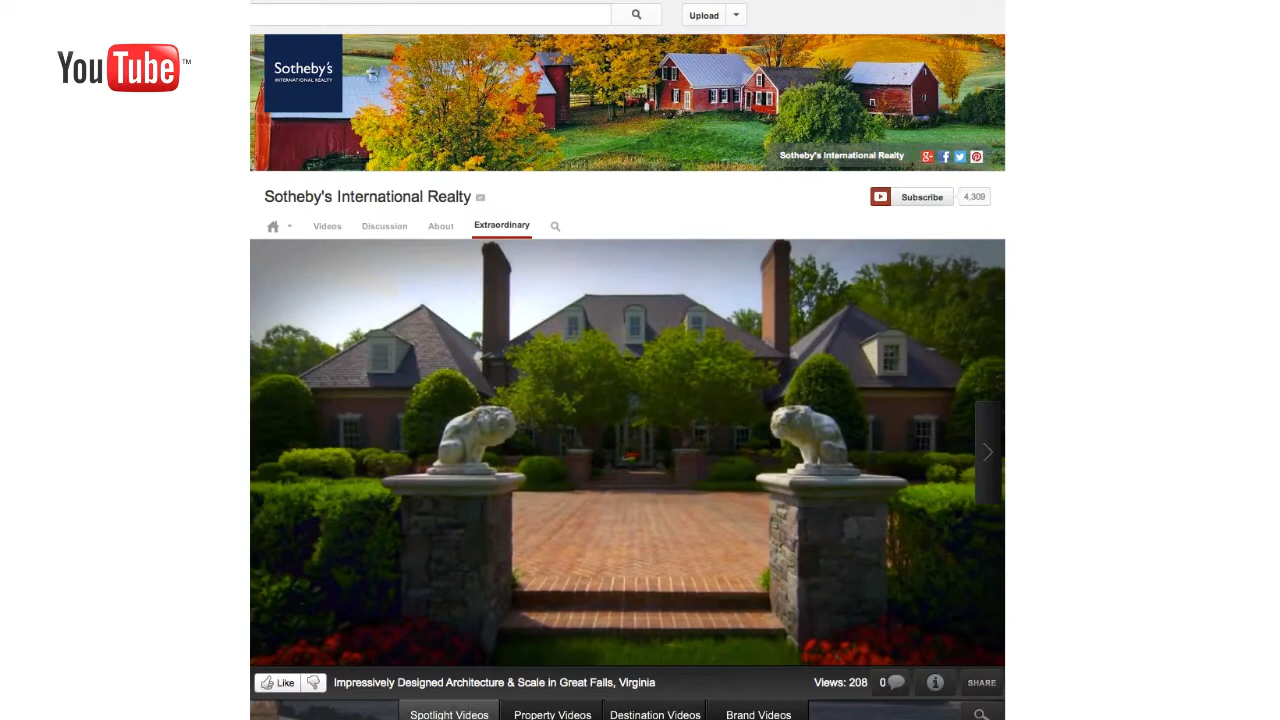 Upload
YouTube™
Sotheby's
INTERNATIONAL REALTY
Sotheby's International Realty
Sotheby's International Realty
Subscribe
4,309
Videos
Discussion
About
Extraordinary
Like
Impressively Designed Architecture & Scale in Great Falls, Virginia
Views: 208
0
SHARE
Spotlight Videos
Property Videos
Destination Videos
Brand Videos